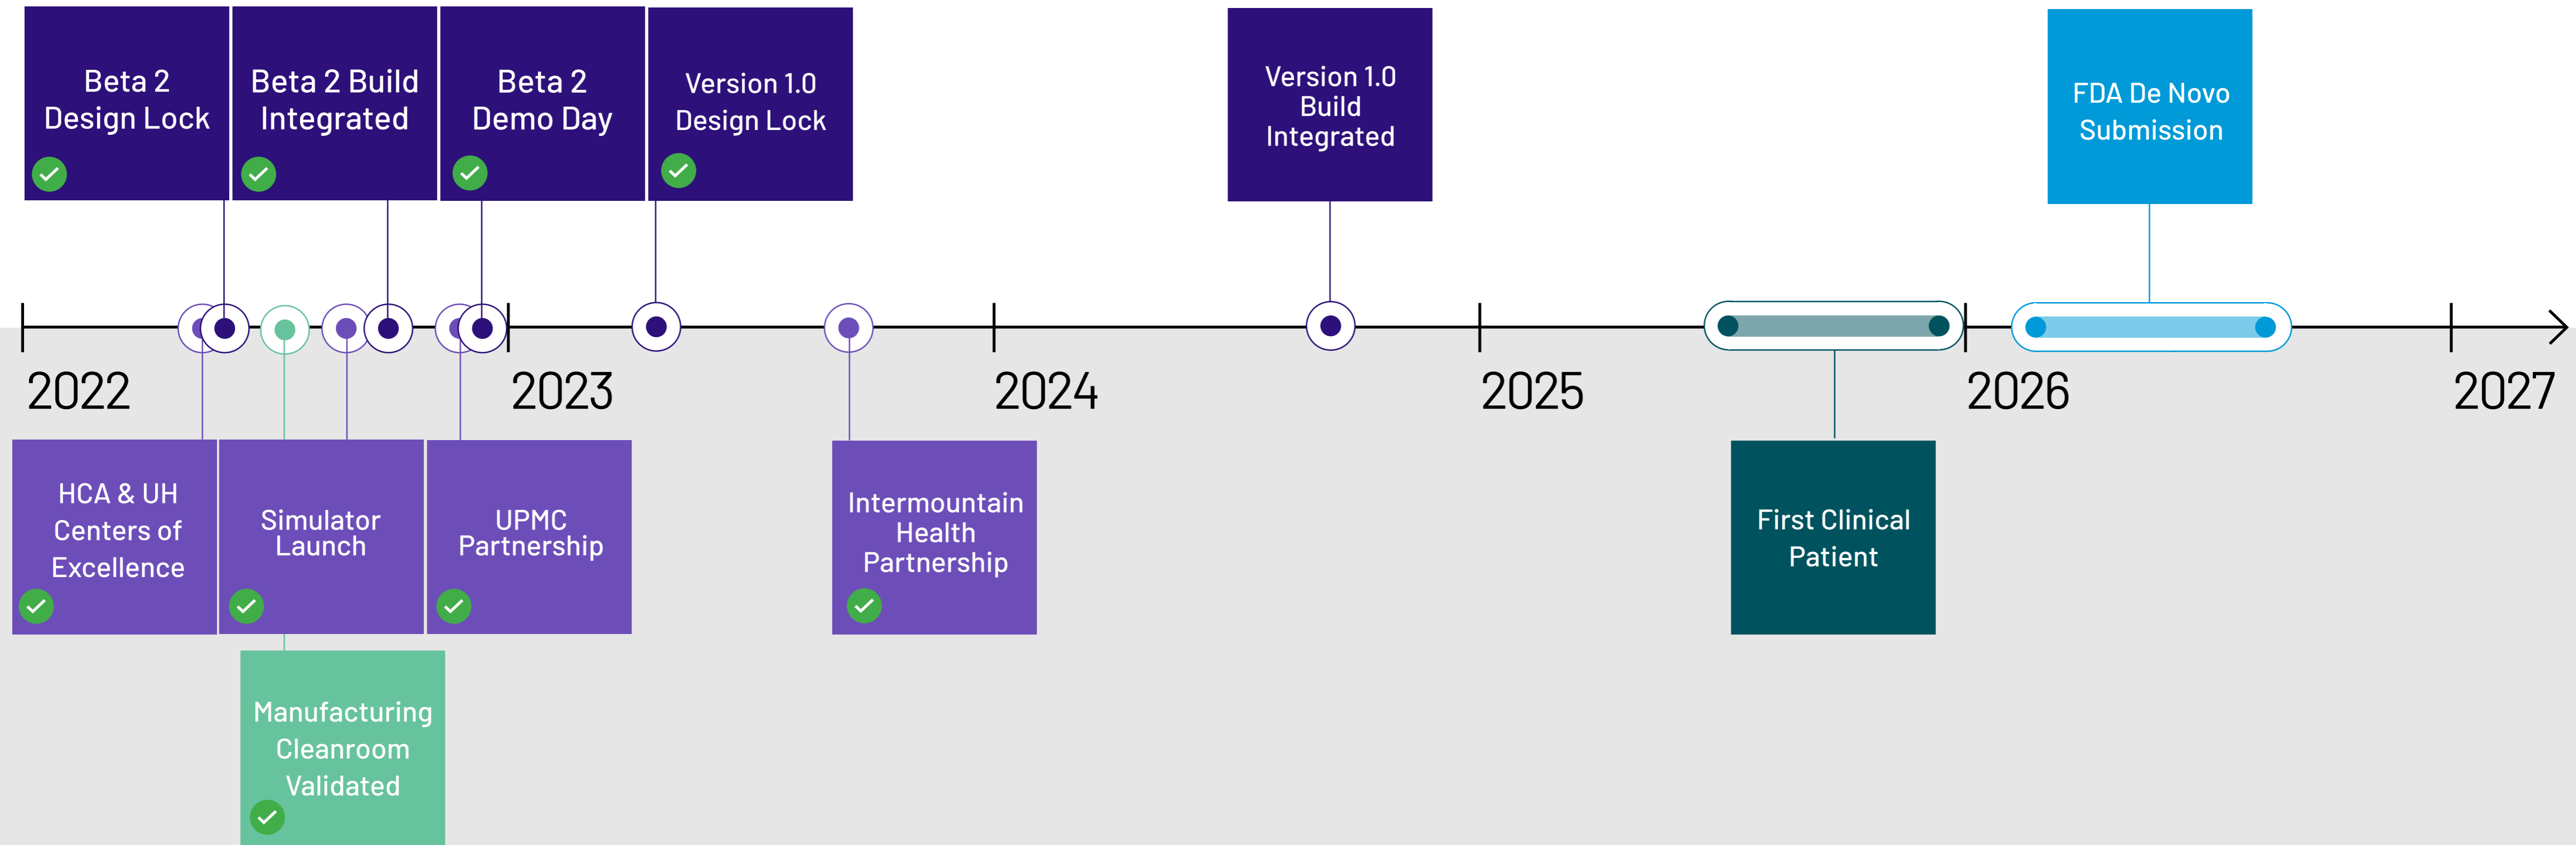 Beta 2
Design Lock
Beta 2 Build
Integrated
Beta 2
Demo Day
Version 1.0
Design Lock
Version 1.0
Build
Integrated
FDA De Novo
Submission
2022
2023
2024
2025
2026
2027
HCA & UH
Centers of
Excellence
Simulator
Launch
UPMC
Partnership
Intermountain
Health
Partnership
First Clinical
Patient
Manufacturing
Cleanroom
Validated